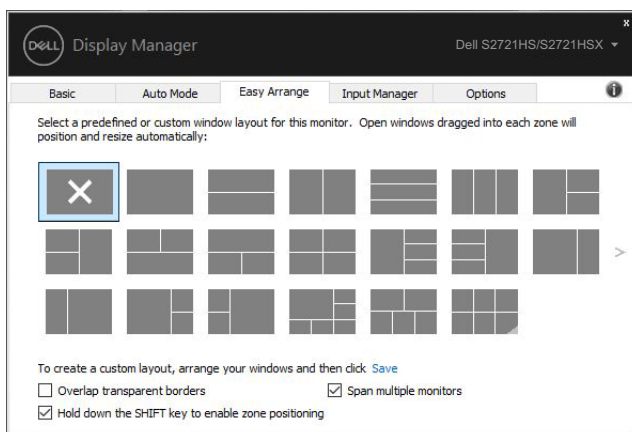 x
DELL Display Manager Dell S2721HS/S2721HSX
Basic Auto Mode Easy Arrange Input Manager Options i
Select a predefined or custom window layout for this monitor. Open windows dragged into each zone will
position and resize automatically:
>
To create a custom layout, arrange your windows and then click Save
Overlap transparent borders Span multiple monitors
Hold down the SHIFT key to enable zone positioning